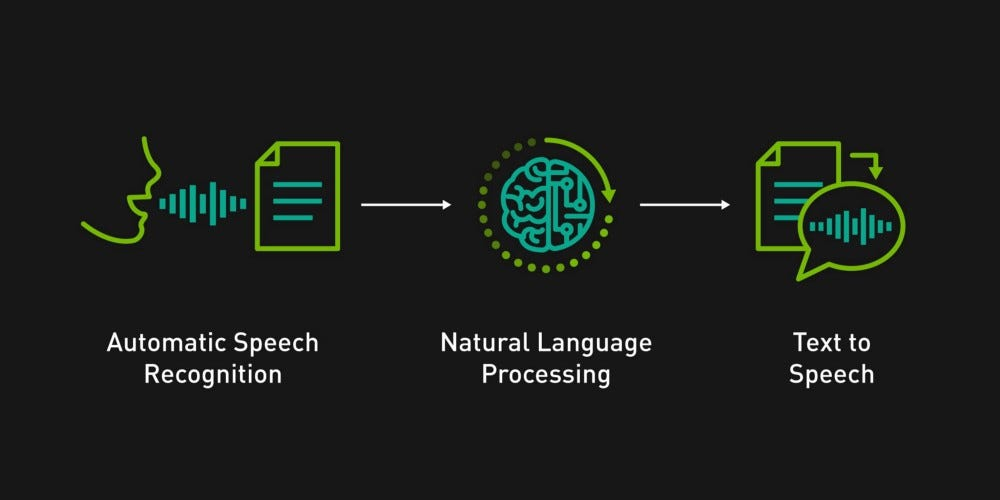 Automatic Speech
Recognition
Natural Language
Processing
Text to
Speech